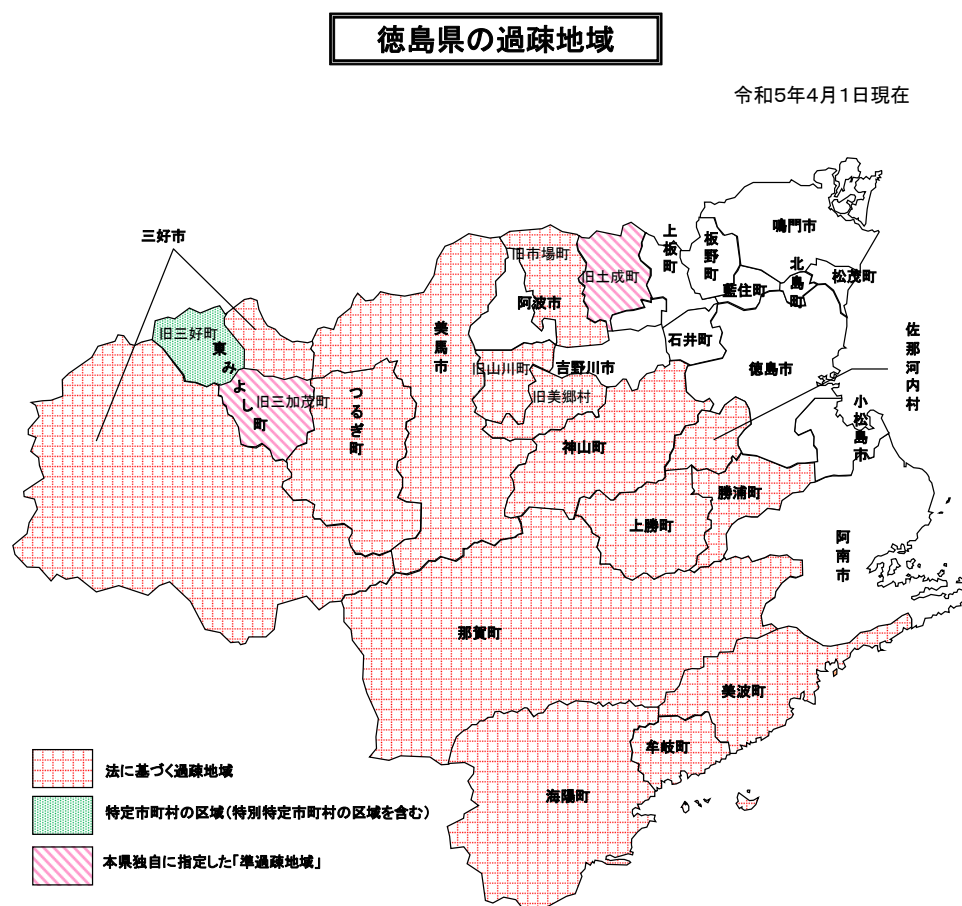 徳島県の過疎地域
令和5年4月1日現在
三好市
旧三好町
東みよし町
旧三加茂町
つるぎ町
美馬市
旧市場町
阿波市
旧土成町
上板町
板野町
鳴門市
北島町
松茂町
藍住町
石井町
徳島市
佐那河内村
小松島市
旧山川町
吉野川市
旧美郷村
神山町
勝浦町
上勝町
阿南市
那賀町
美波町
牟岐町
海陽町
法に基づく過疎地域
特定市町村の区域(特別特定市町村の区域を含む)
本県独自に指定した「準過疎地域」